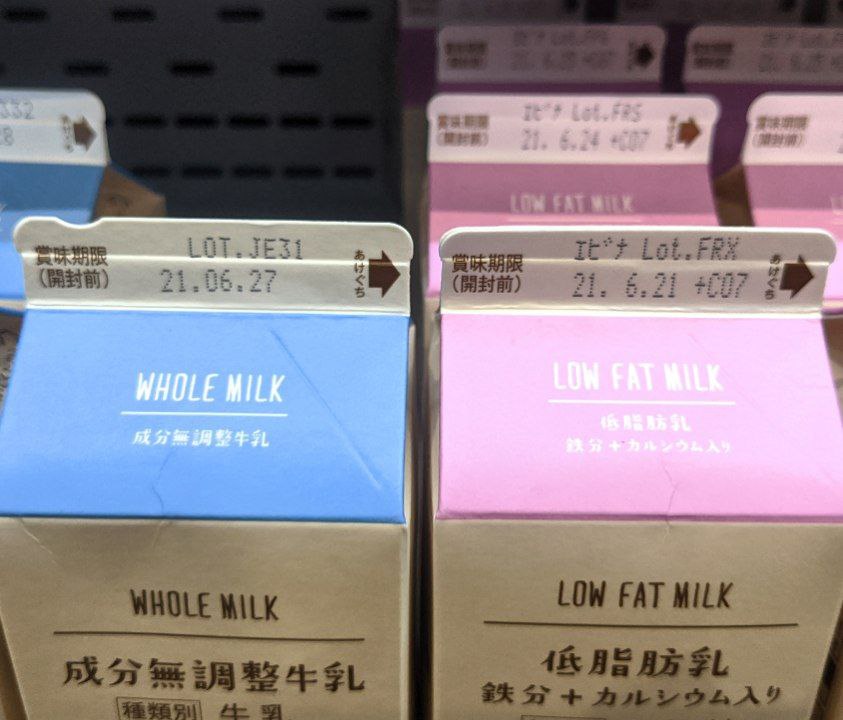 賞味期限
(開封前)
エビナ Lot.FRS
21. 6.24 +C07
LOW FAT MILK
賞味期限
(開封前)
賞味期限
(開封前)
LOT.JE31
21.06.27
あけぐち
WHOLE MILK
成分無調整牛乳
WHOLE MILK
成分無調整牛乳
種類別 牛乳
賞味期限
(開封前)
エビナ Lot.FRX
21. 6.21 +C07
あけぐち
LOW FAT MILK
低脂肪乳
鉄分+カルシウム入り
LOW FAT MILK
低脂肪乳
鉄分+カルシウム入り